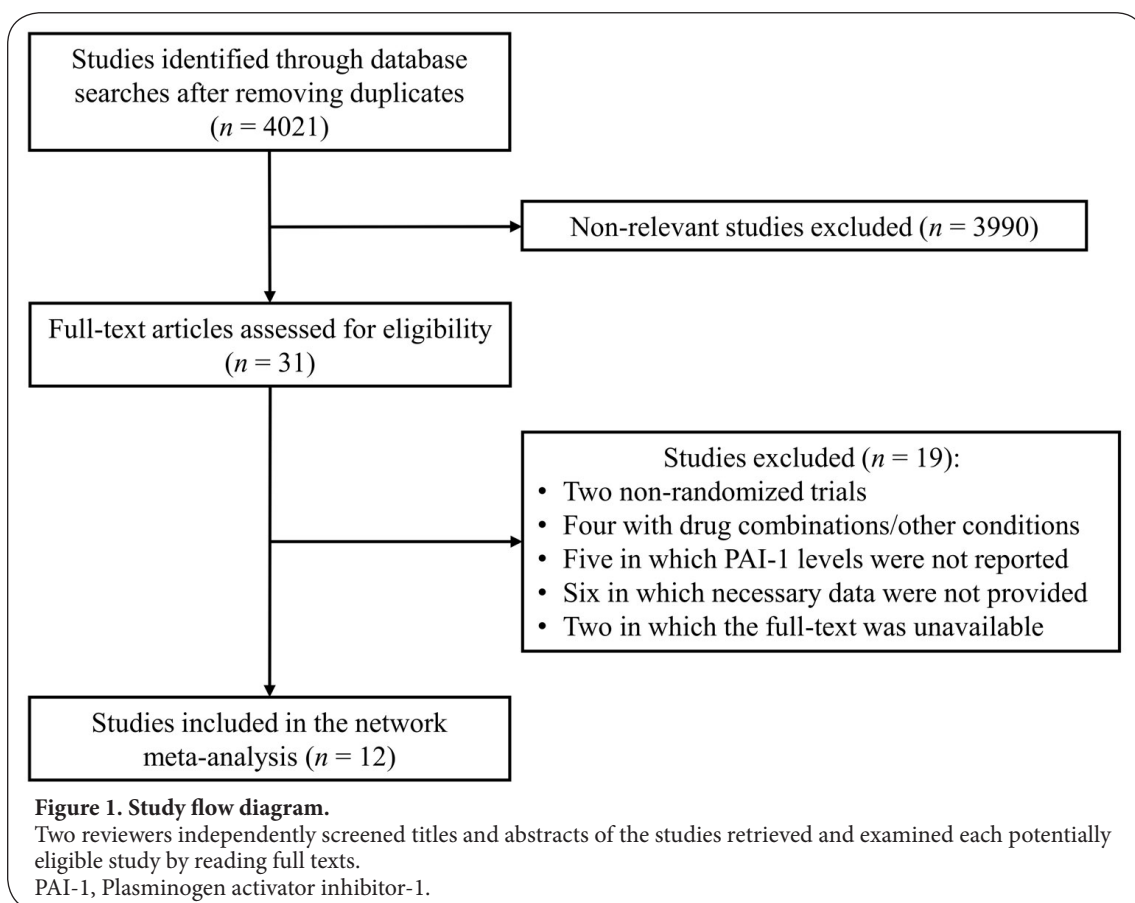 Studies identified through database
searches after removing duplicates
(n = 4021)
Non-relevant studies excluded (n = 3990)
Full-text articles assessed for eligibility
(n = 31)
Studies excluded (n = 19):
• Two non-randomized trials
• Four with drug combinations/other conditions
• Five in which PAI-1 levels were not reported
• Six in which necessary data were not provided
• Two in which the full-text was unavailable
Studies included in the network
meta-analysis (n = 12)
Figure 1. Study flow diagram.
Two reviewers independently screened titles and abstracts of the studies retrieved and examined each potentially
eligible study by reading full texts.
PAI-1, Plasminogen activator inhibitor-1.